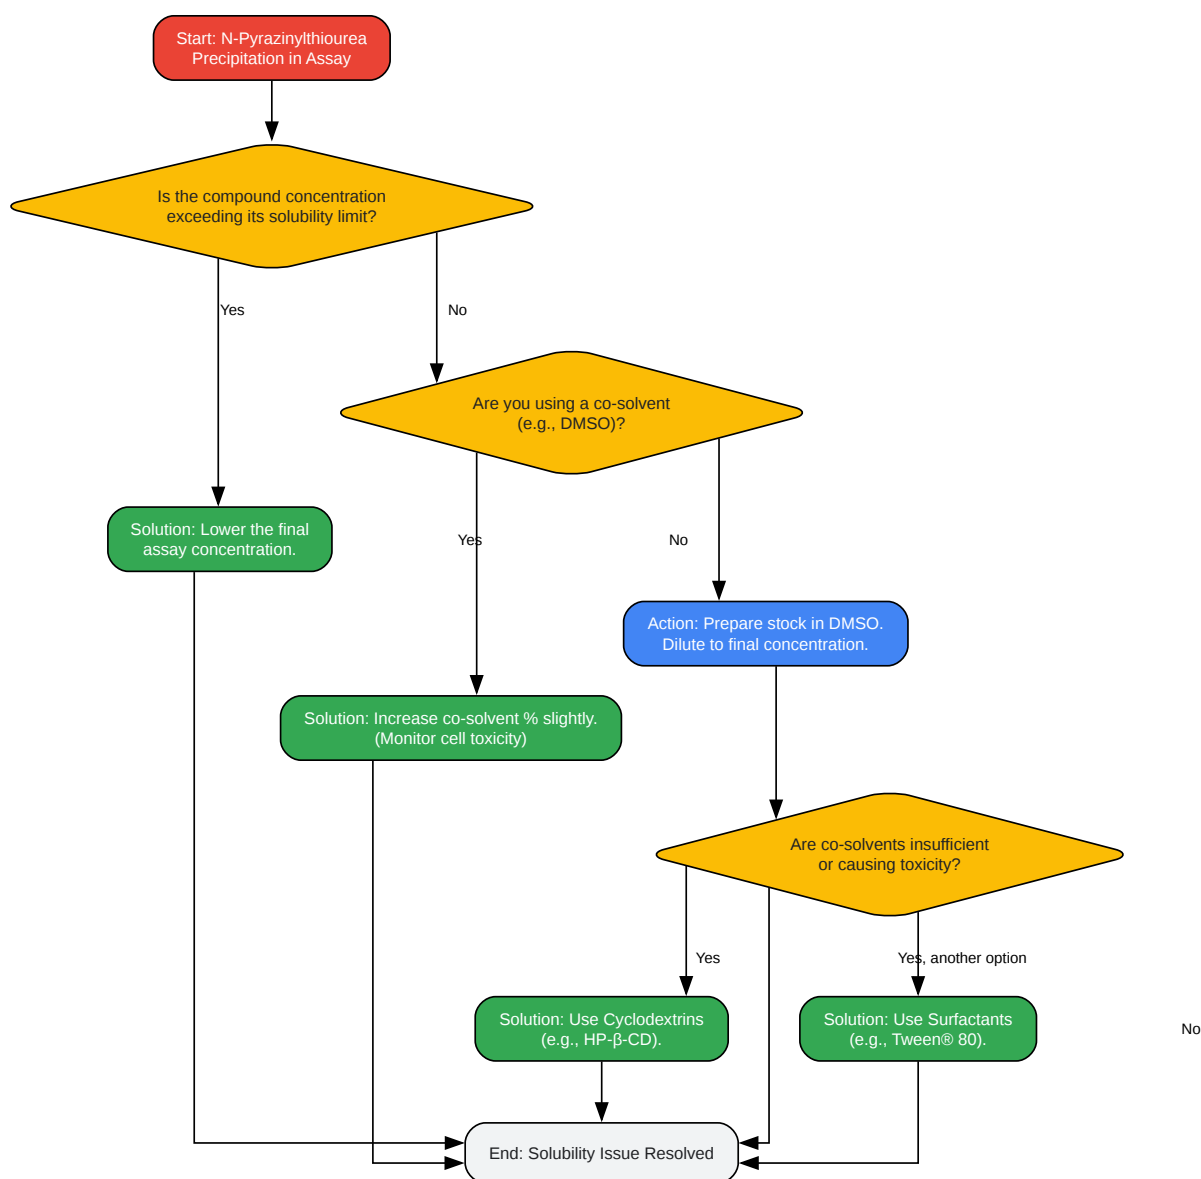 Start: N-Pyrazinylthiourea
Precipitation in Assay
Is the compound concentration
exceeding its solubility limit?
Yes
No
Are you using a co-solvent
(e.g., DMSO)?
Solution: Lower the final
assay concentration.
Yes
No
Action: Prepare stock in DMSO.
Dilute to final concentration.
Solution: Increase co-solvent % slightly.
(Monitor cell toxicity)
Are co-solvents insufficient
or causing toxicity?
Yes
Yes, another option
Solution: Use Cyclodextrins
(e.g., HP-β-CD).
Solution: Use Surfactants
(e.g., Tween® 80).
No
End: Solubility Issue Resolved